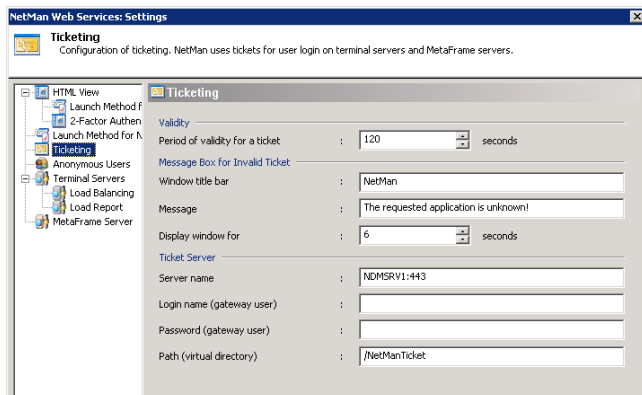 NetMan Web Services: Settings
Ticketing
Configuration of ticketing. NetMan uses tickets for user login on terminal servers and MetaFrame servers.
HTML View
Launch Method f
2-Factor Authen
Launch Method for N
Ticketing
Anonymous Users
Terminal Servers
Load Balancing
Load Report
MetaFrame Server
Ticketing
Validity
Period of validity for a ticket : 120 seconds
Message Box for Invalid Ticket
Window title bar : NetMan
Message : The requested application is unknown!
Display window for : 6 seconds
Ticket Server
Server name : NDMSRV1:443
Login name (gateway user) :
Password (gateway user) :
Path (virtual directory) : /NetManTicket